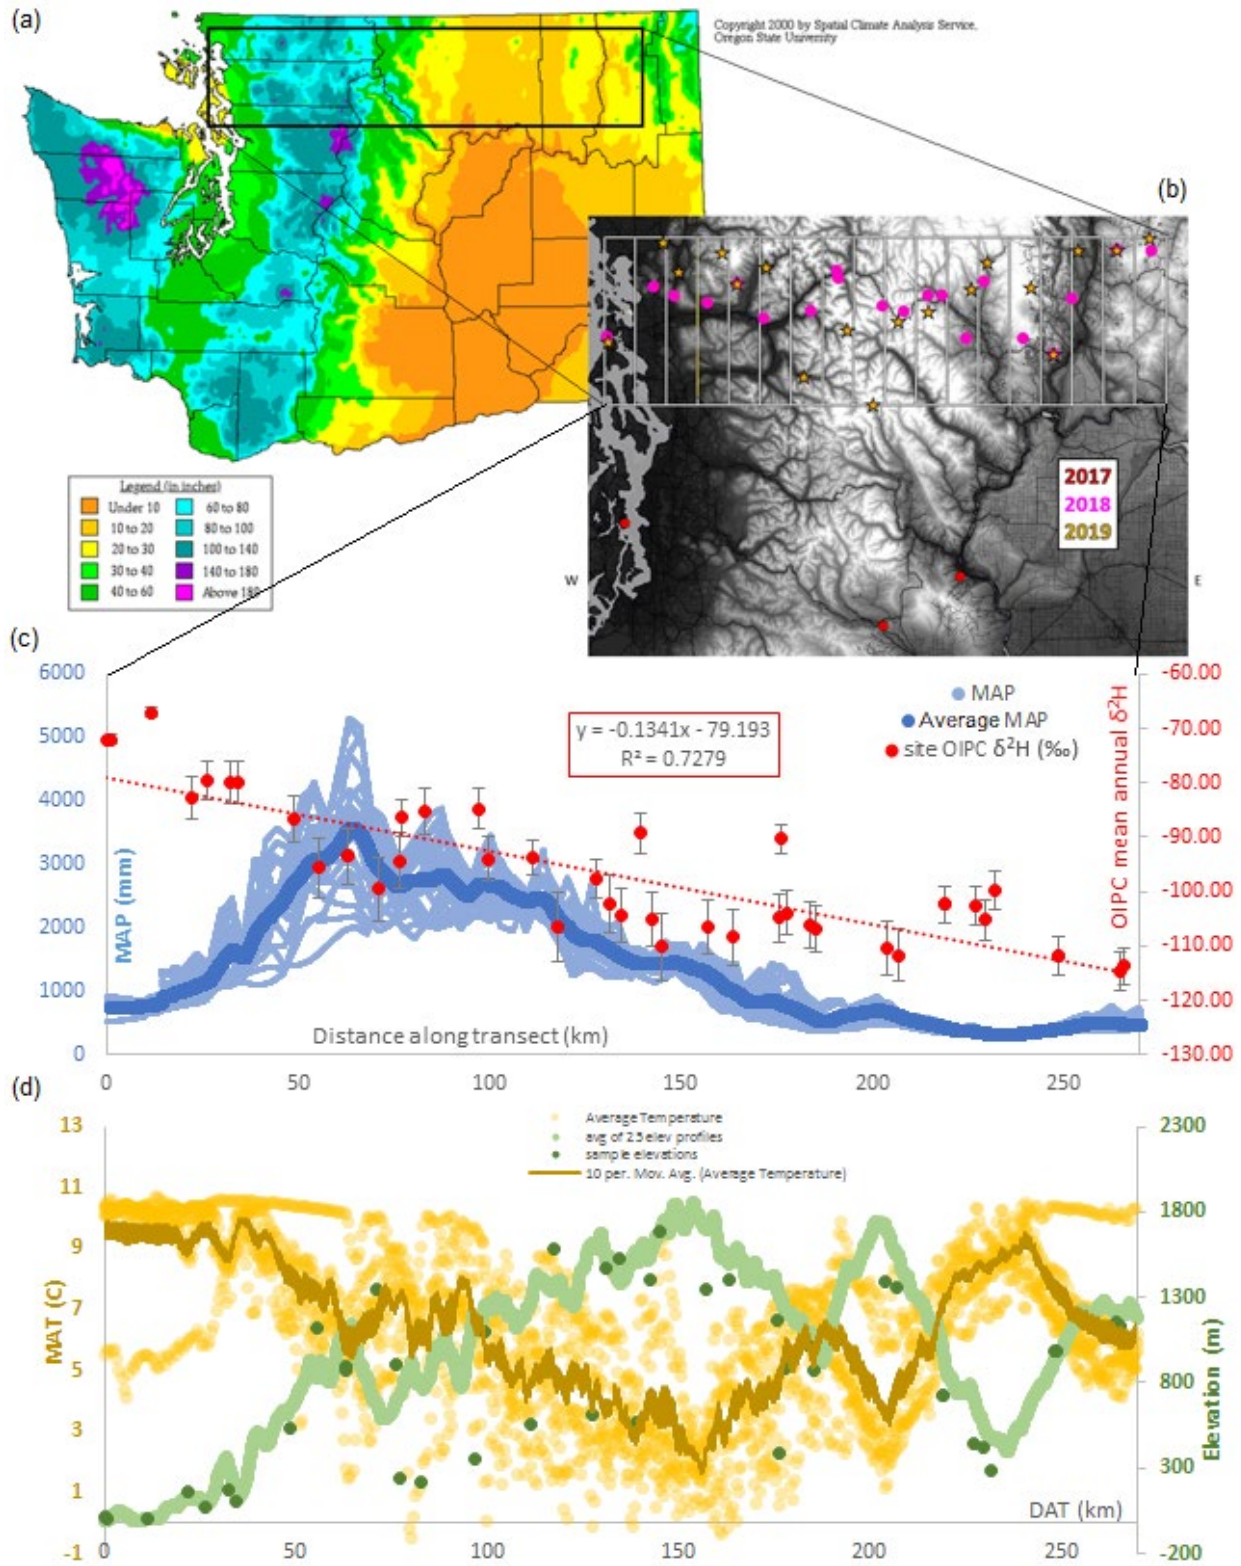 (a)
Copyright 2000 by Spatial Climate Analysis Service,
Oregon State University
(b)
Legend (in inches)
Under 10
60 to 80
10 to 20
80 to 100
20 to 30
100 to 140
30 to 40
140 to 180
40 to 60
Above 180
2017
2018
2019
W
E
(c)
6000
5000
4000
3000
2000
1000
0
MAP (mm)
MAP
Average MAP
site OIPC δ²H (‰)
y = -0.1341x - 79.193
R² = 0.7279
-60.00
-70.00
-80.00
-90.00
-100.00
-110.00
-120.00
-130.00
OIPC mean annual δ²H
Distance along transect (km)
0 50 100 150 200 250
(d)
Average Temperature
avg of 25 elev profiles
sample elevations
10 per. Mov. Avg. (Average Temperature)
13
11
9
7
5
3
1
-1
MAT (C)
2300
1800
1300
800
300
-200
Elevation (m)
DAT (km)
0 50 100 150 200 250